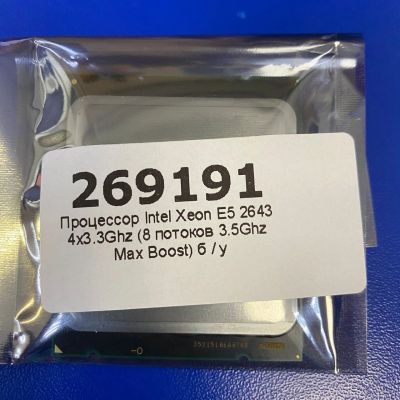 269191
Процессор Intel Xeon E5 2643
4x3.3Ghz (8 потоков 3.5Ghz
Max Boost) б / у